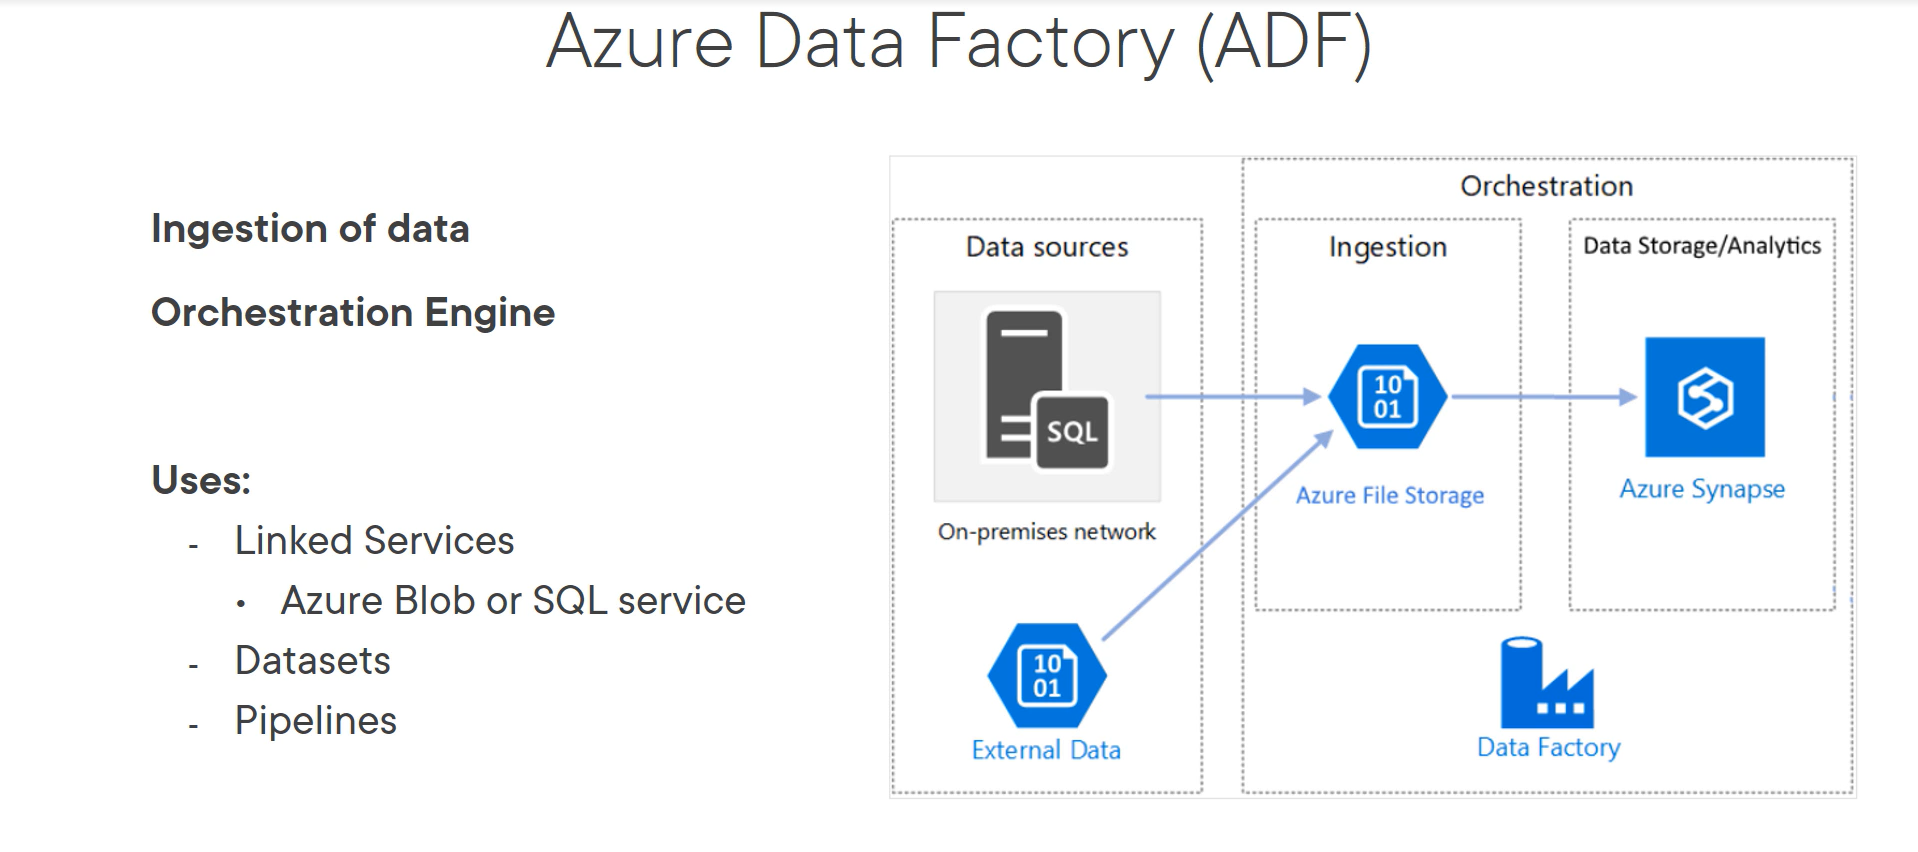 Azure Data Factory (ADF)
Ingestion of data
Orchestration Engine
Uses:
- Linked Services
• Azure Blob or SQL service
- Datasets
- Pipelines
Orchestration
Data sources
Ingestion
Data Storage/Analytics
SQL
10
01
Azure File Storage
Azure Synapse
On-premises network
10
01
External Data
Data Factory